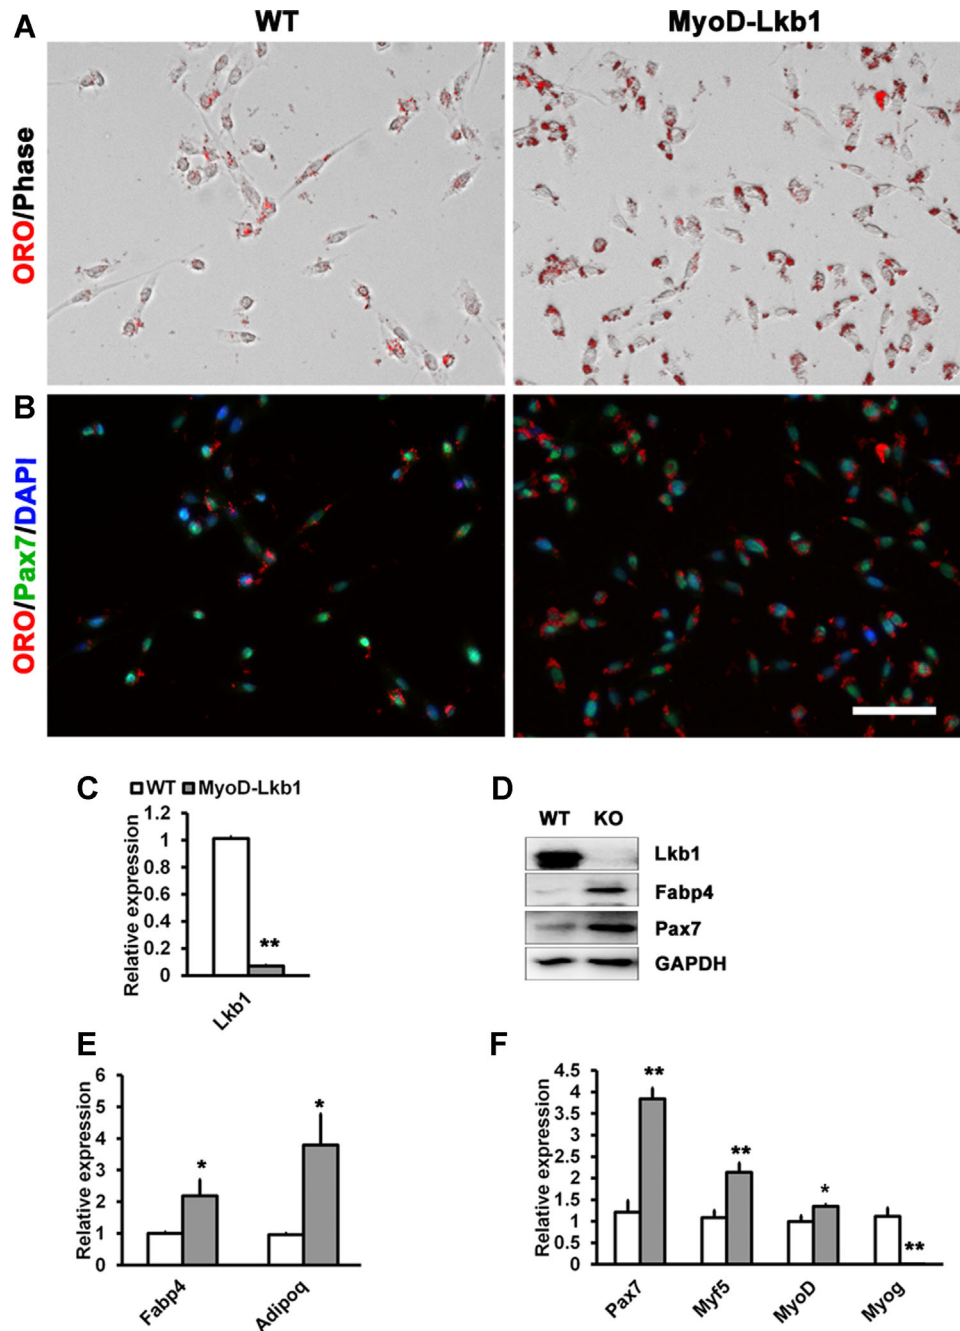 A
WT
MyoD-Lkb1
ORO/Phase
B
ORO/Pax7/DAPI
C
WT MyoD-Lkb1
Relative expression
1.2
1
0.8
0.6
0.4
0.2
0
**
Lkb1
D
WT KO
Lkb1
Fabp4
Pax7
GAPDH
E
Relative expression
6
5
4
3
2
1
0
*
*
Fabp4
Adipoq
F
Relative expression
4.5
4
3.5
3
2.5
2
1.5
1
0.5
0
**
**
*
**
Pax7
Myf5
MyoD
Myog